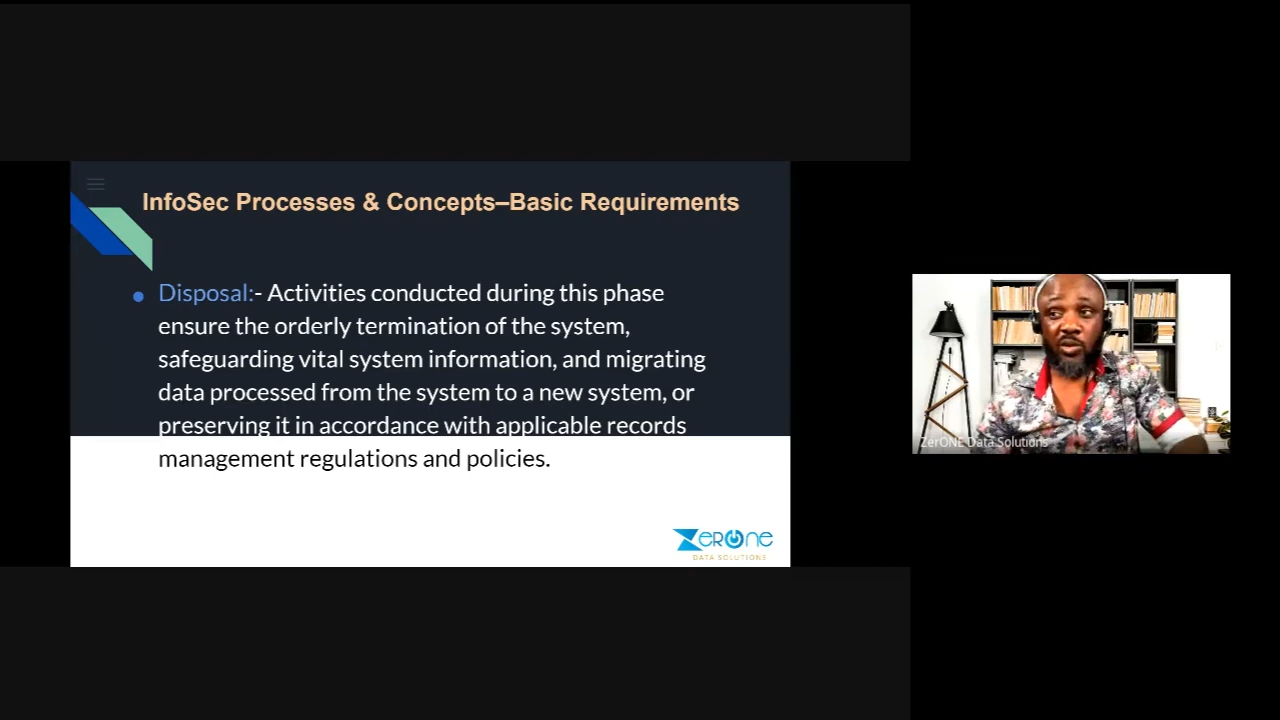 InfoSec Processes & Concepts–Basic Requirements
● Disposal:- Activities conducted during this phase
ensure the orderly termination of the system,
safeguarding vital system information, and migrating
data processed from the system to a new system, or
preserving it in accordance with applicable records
management regulations and policies.
ZerOne
DATA SOLUTIONS
ZerONE Data Solutions